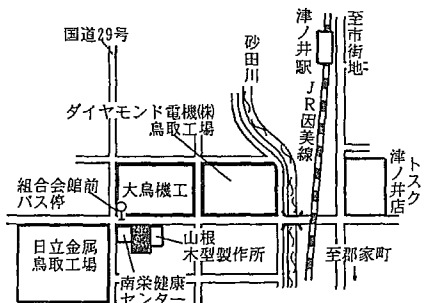 国道29号
砂田川
津ノ井駅
JR因美線
至市街地
ダイヤモンド電機㈱
鳥取工場
トスク
津ノ井店
組合会館前
バス停
大鳥機工
日立金属
鳥取工場
山根
木型製作所
南栄健康
センター
至郡家町